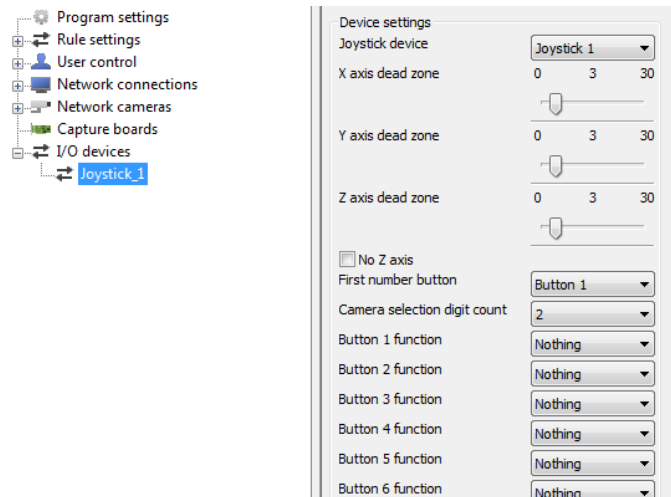 Program settings
Rule settings
User control
Network connections
Network cameras
Capture boards
I/O devices
Joystick_1
Device settings
Joystick device Joystick 1
X axis dead zone 0 3 30
Y axis dead zone 0 3 30
Z axis dead zone 0 3 30
No Z axis
First number button Button 1
Camera selection digit count 2
Button 1 function Nothing
Button 2 function Nothing
Button 3 function Nothing
Button 4 function Nothing
Button 5 function Nothing
Button 6 function Nothing